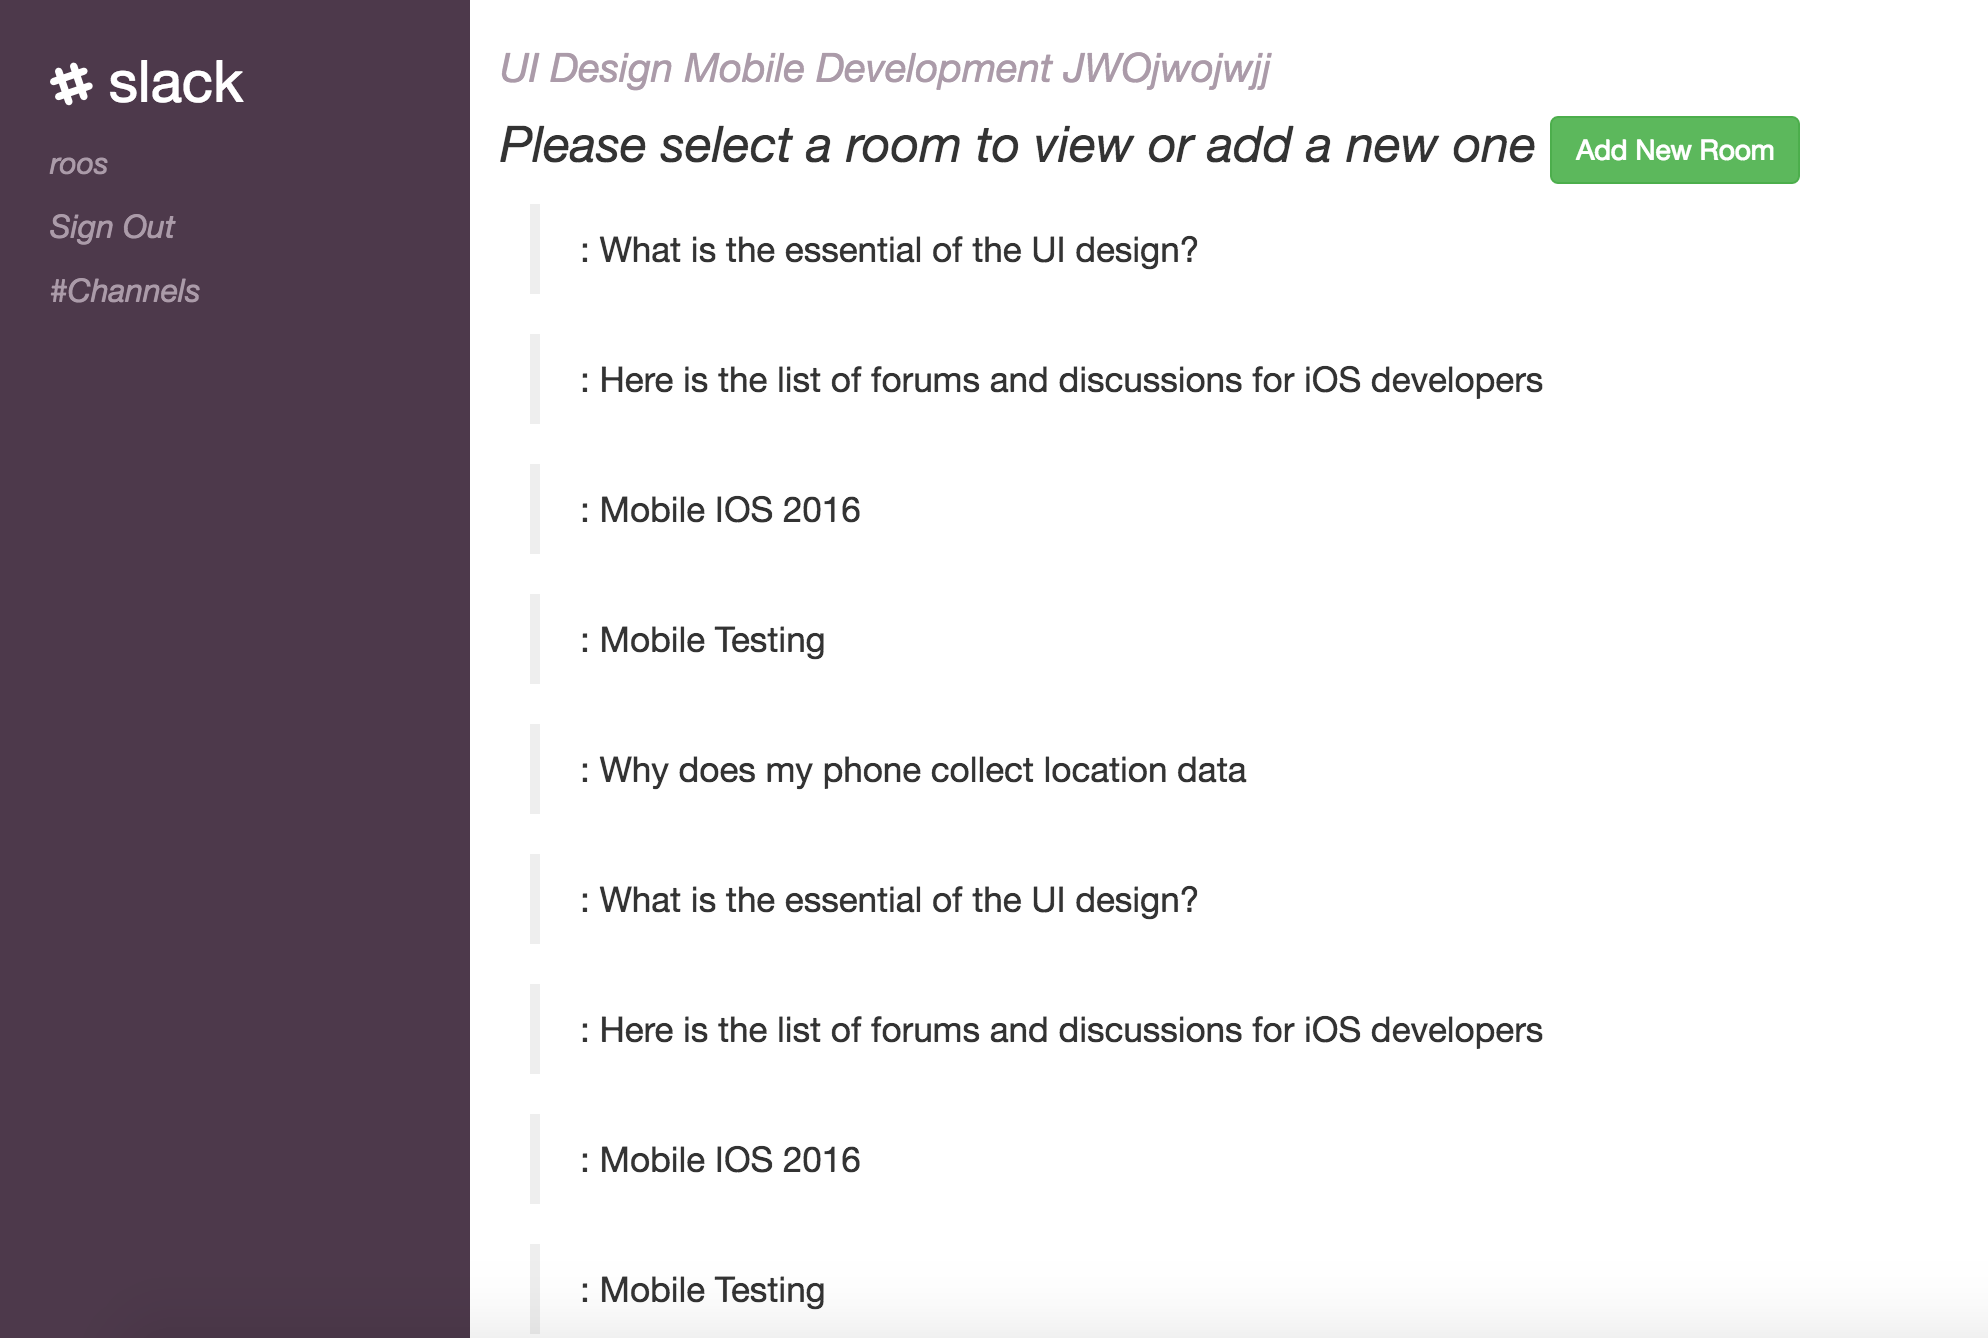 slack
roos
Sign Out
#Channels
UI Design Mobile Development JWOjwojwjj
Please select a room to view or add a new one Add New Room
: What is the essential of the UI design?
: Here is the list of forums and discussions for iOS developers
: Mobile IOS 2016
: Mobile Testing
: Why does my phone collect location data
: What is the essential of the UI design?
: Here is the list of forums and discussions for iOS developers
: Mobile IOS 2016
: Mobile Testing